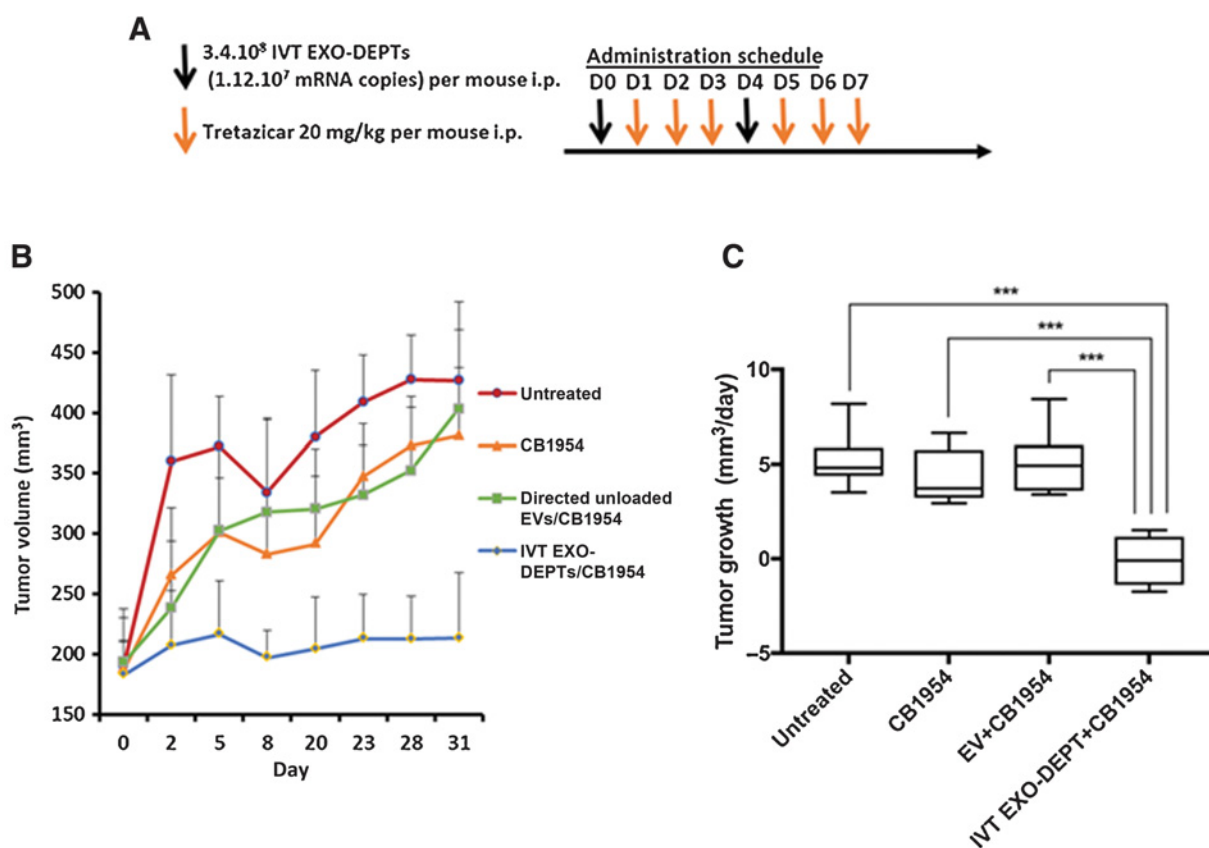 A
3.4.10⁸ IVT EXO-DEPTs
(1.12.10⁷ mRNA copies) per mouse i.p.
Tretazicar 20 mg/kg per mouse i.p.
Administration schedule
D0 D1 D2 D3 D4 D5 D6 D7
B
Tumor volume (mm³)
500
450
400
350
300
250
200
150
0 2 5 8 20 23 28 31
Day
Untreated
CB1954
Directed unloaded
EVs/CB1954
IVT EXO-
DEPTs/CB1954
C
Tumor growth (mm³/day)
10
5
0
–5
***
***
***
Untreated
CB1954
EV+CB1954
IVT EXO-DEPT+CB1954